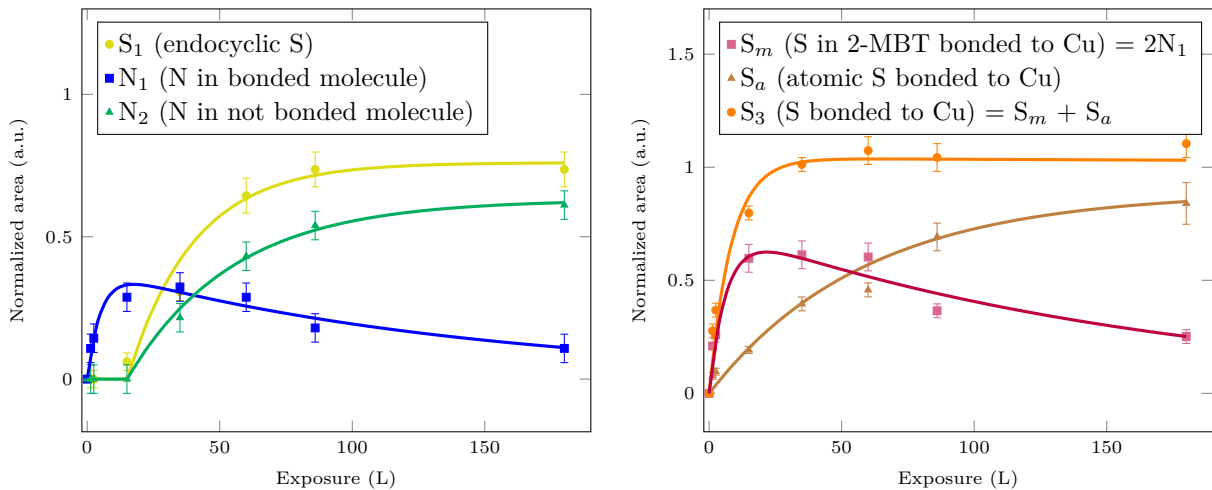 S₁ (endocyclic S)
N₁ (N in bonded molecule)
N₂ (N in not bonded molecule)
1
0.5
0
0
50
100
150
Exposure (L)
Normalized area (a.u.)
Sₘ (S in 2-MBT bonded to Cu) = 2N₁
Sₐ (atomic S bonded to Cu)
S₃ (S bonded to Cu) = Sₘ + Sₐ
1.5
1
0.5
0
0
50
100
150
Exposure (L)
Normalized area (a.u.)